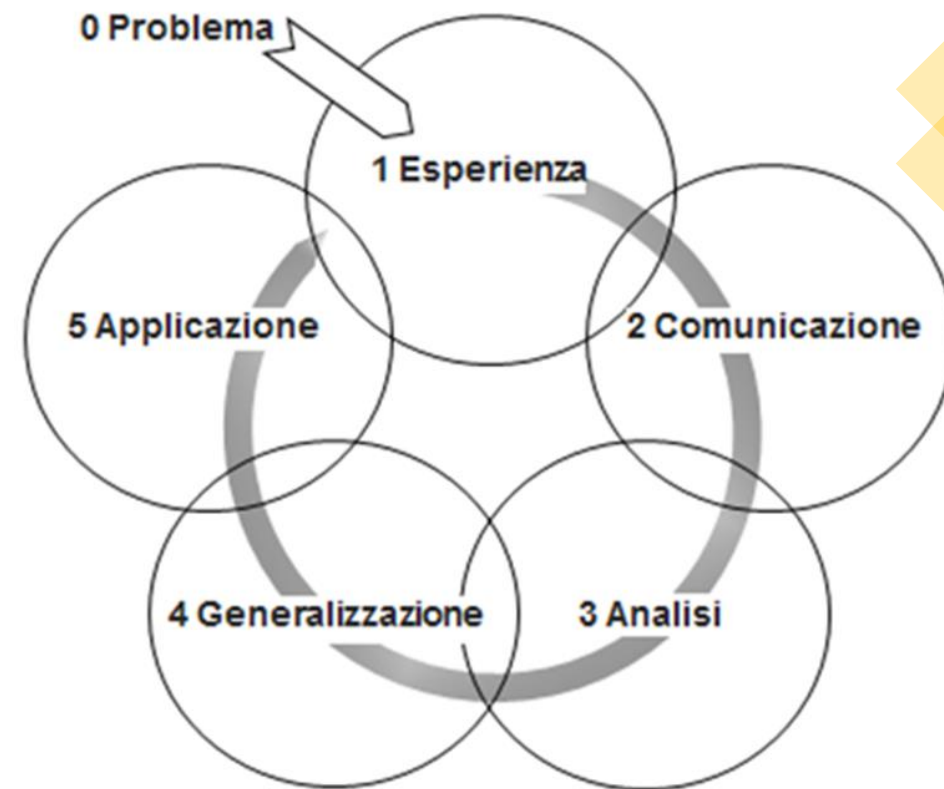 0 Problema
1 Esperienza
2 Comunicazione
3 Analisi
4 Generalizzazione
5 Applicazione